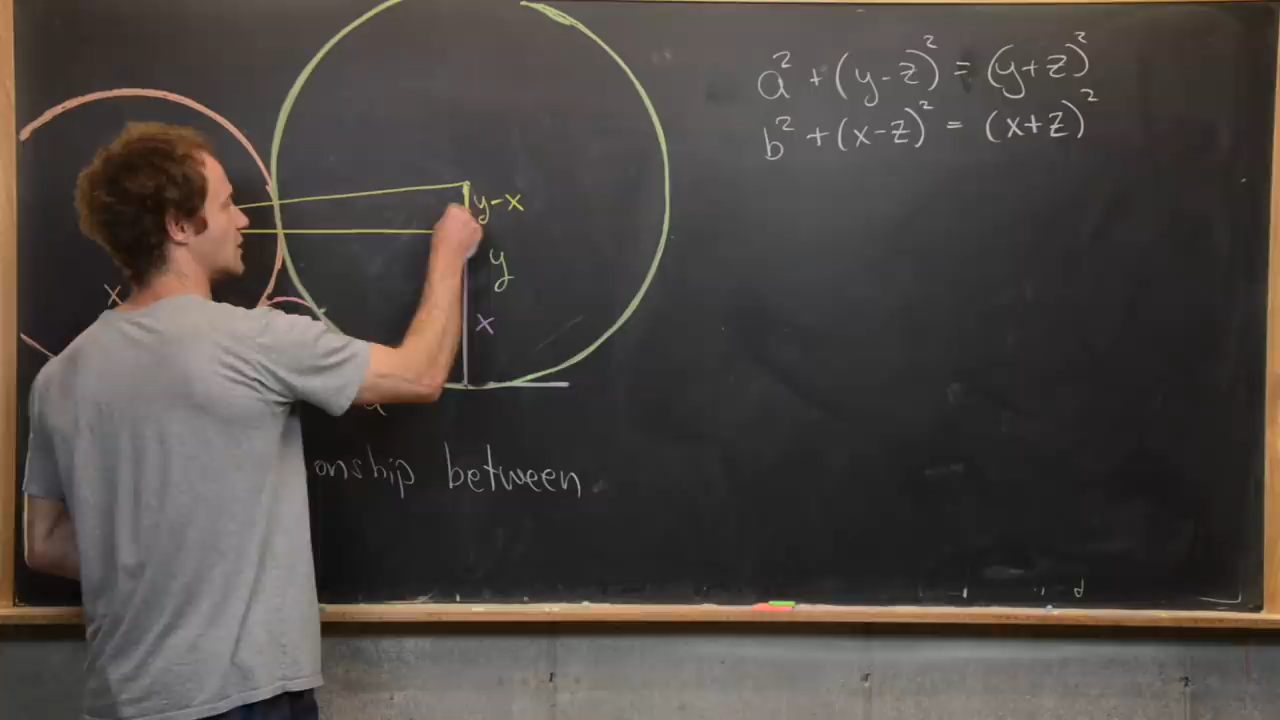 a² + (y-z)² = (y+z)²
b² + (x-z)² = (x+z)²
y-x
y
x
x
a
onship between